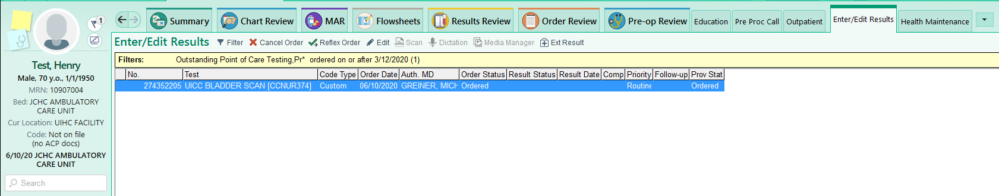 1
Summary
Chart Review
MAR
Flowsheets
Results Review
Order Review
Pre-op Review
Education
Pre Proc Call
Outpatient
Enter/Edit Results
Health Maintenance
Test, Henry
Male, 70 y.o., 1/1/1950
MRN: 10907004
Bed: JCHC AMBULATORY
CARE UNIT
Cur Location: UIHC FACILITY
Code: Not on file
(no ACP docs)
6/10/20 JCHC AMBULATORY
CARE UNIT
Search
Enter/Edit Results
Filter
Cancel Order
Reflex Order
Edit
Scan
Dictation
Media Manager
Ext Result
Filters: Outstanding Point of Care Testing,Pr* ordered on or after 3/12/2020 (1)
No. Test Code Type Order Date Auth. MD Order Status Result Status Result Date Comp Priority Follow-up Prov Stat
274352205 UICC BLADDER SCAN [CCNUR374] Custom 06/10/2020 GREINER, MICH Ordered Routine Ordered